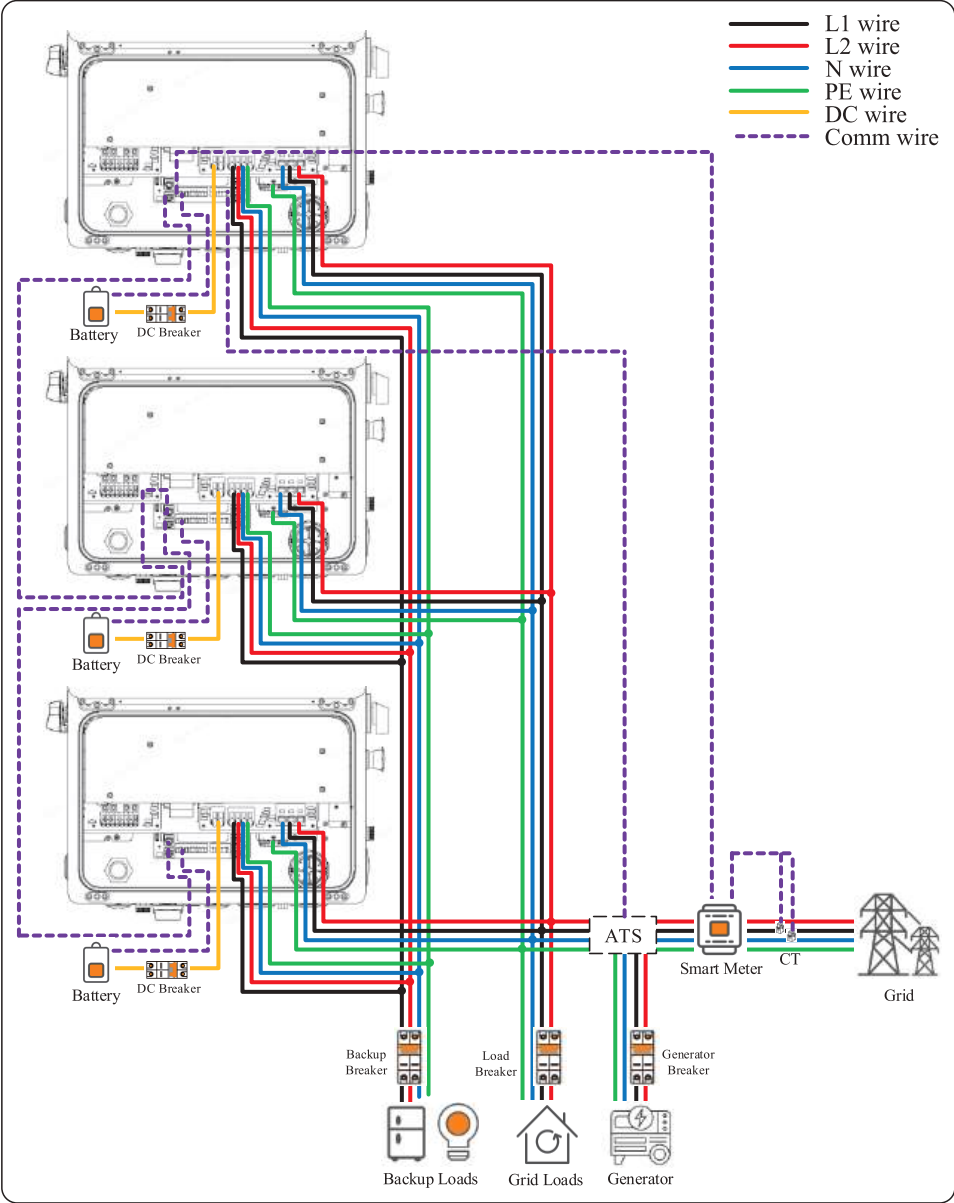 L1 wire
L2 wire
N wire
PE wire
DC wire
Comm wire
Battery
DC Breaker
Battery
DC Breaker
Battery
DC Breaker
ATS
Smart Meter
CT
Grid
Backup
Breaker
Load
Breaker
Generator
Breaker
Backup Loads
Grid Loads
Generator